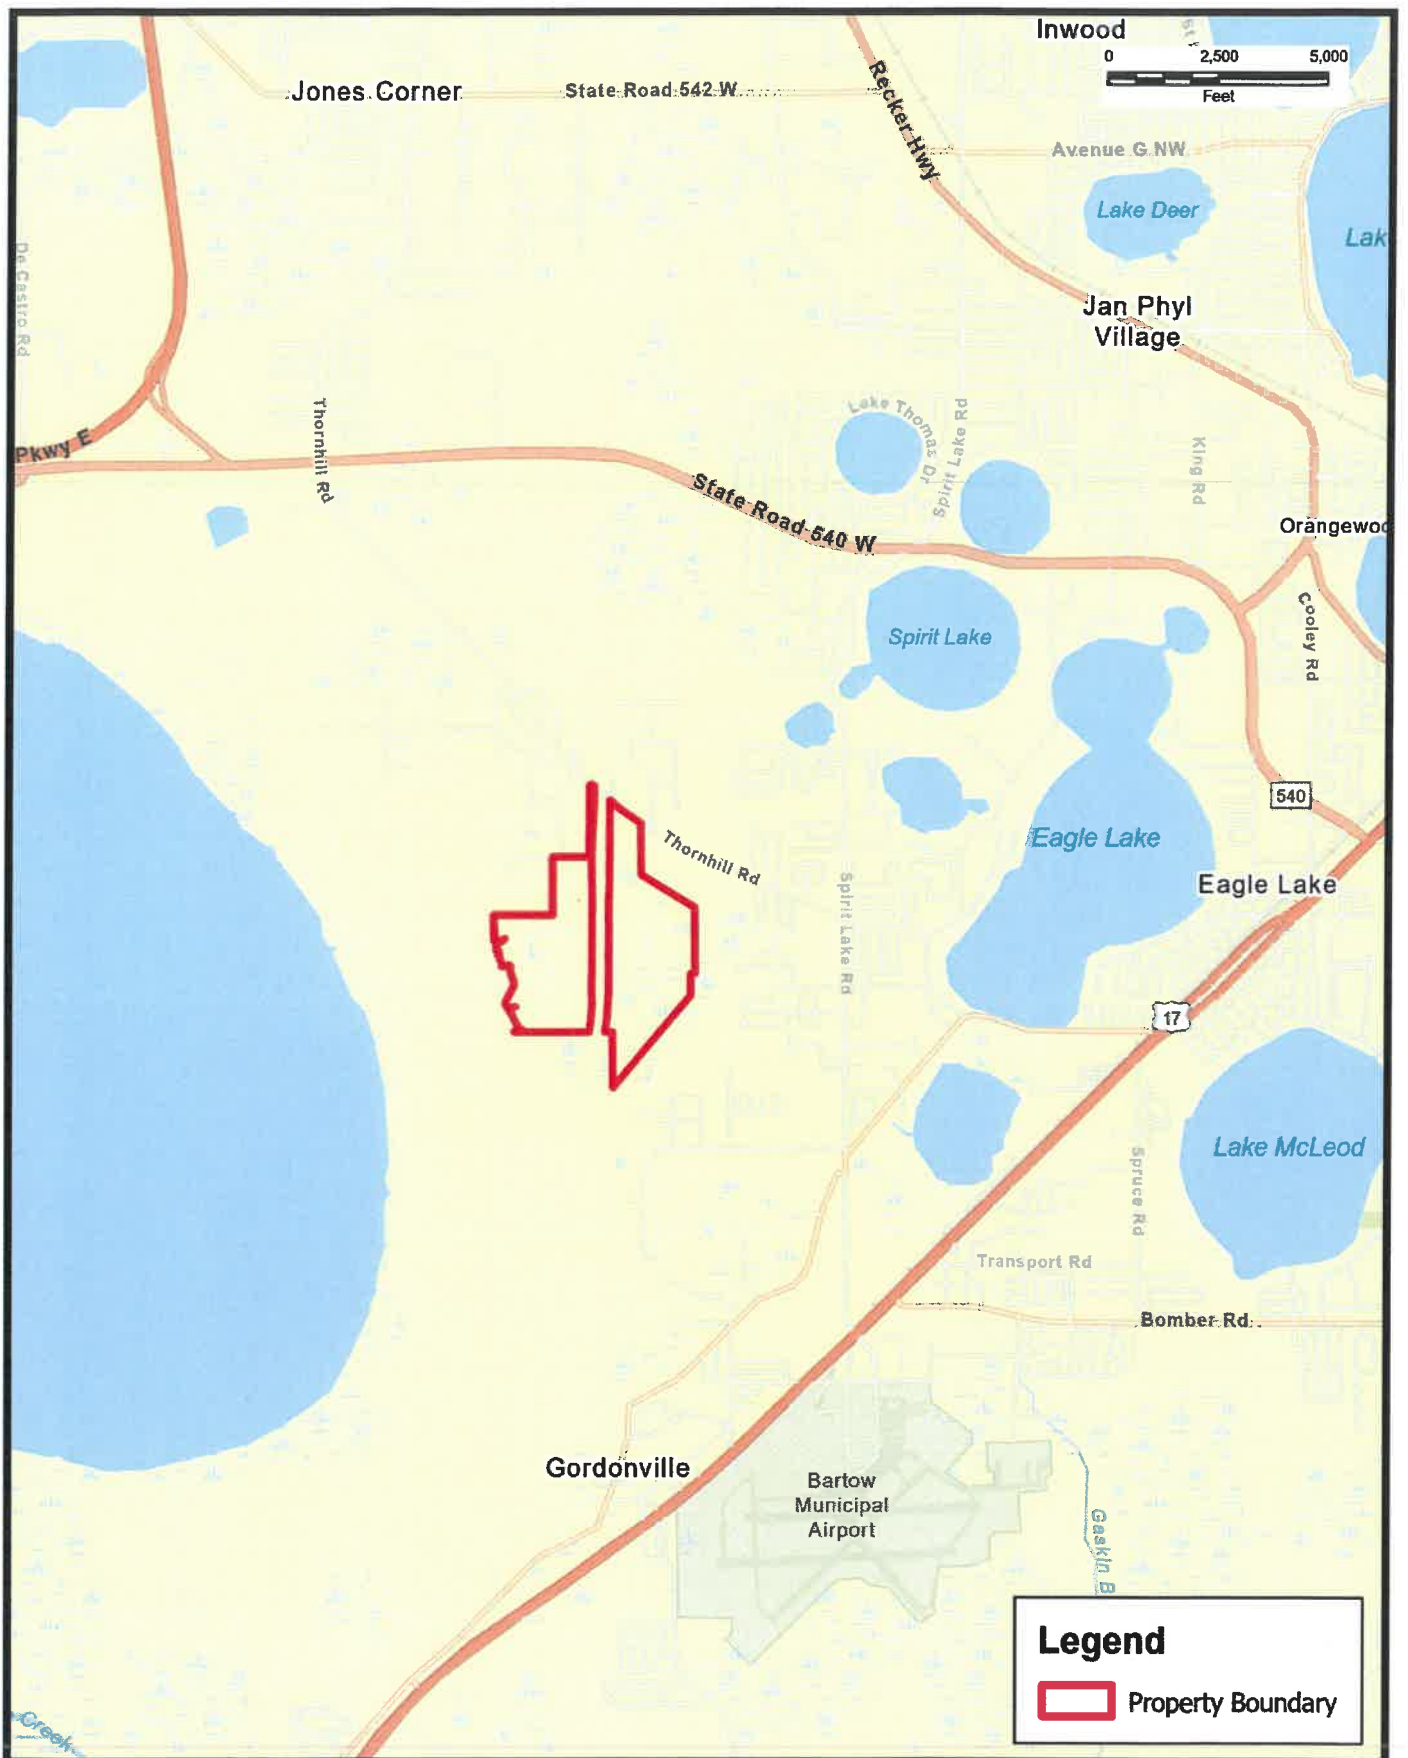 Inwood
0 2,500 5,000
Feet
Jones Corner
State Road 542 W
Recker Hwy
Avenue G NW
Lake Deer
Lak
De Castro Rd
Jan Phyl
Village
Thornhill Rd
Lake Thomas Dr
Spirit Lake Rd
King Rd
Pkwy E
State Road 540 W
Orangewoo
Cooley Rd
Spirit Lake
540
Eagle Lake
Thornhill Rd
Eagle Lake
Spirit Lake Rd
17
Lake McLeod
Spruce Rd
Transport Rd
Bomber Rd
Gordonville
Bartow
Municipal
Airport
Gaskin B
Legend
Property Boundary
Creek